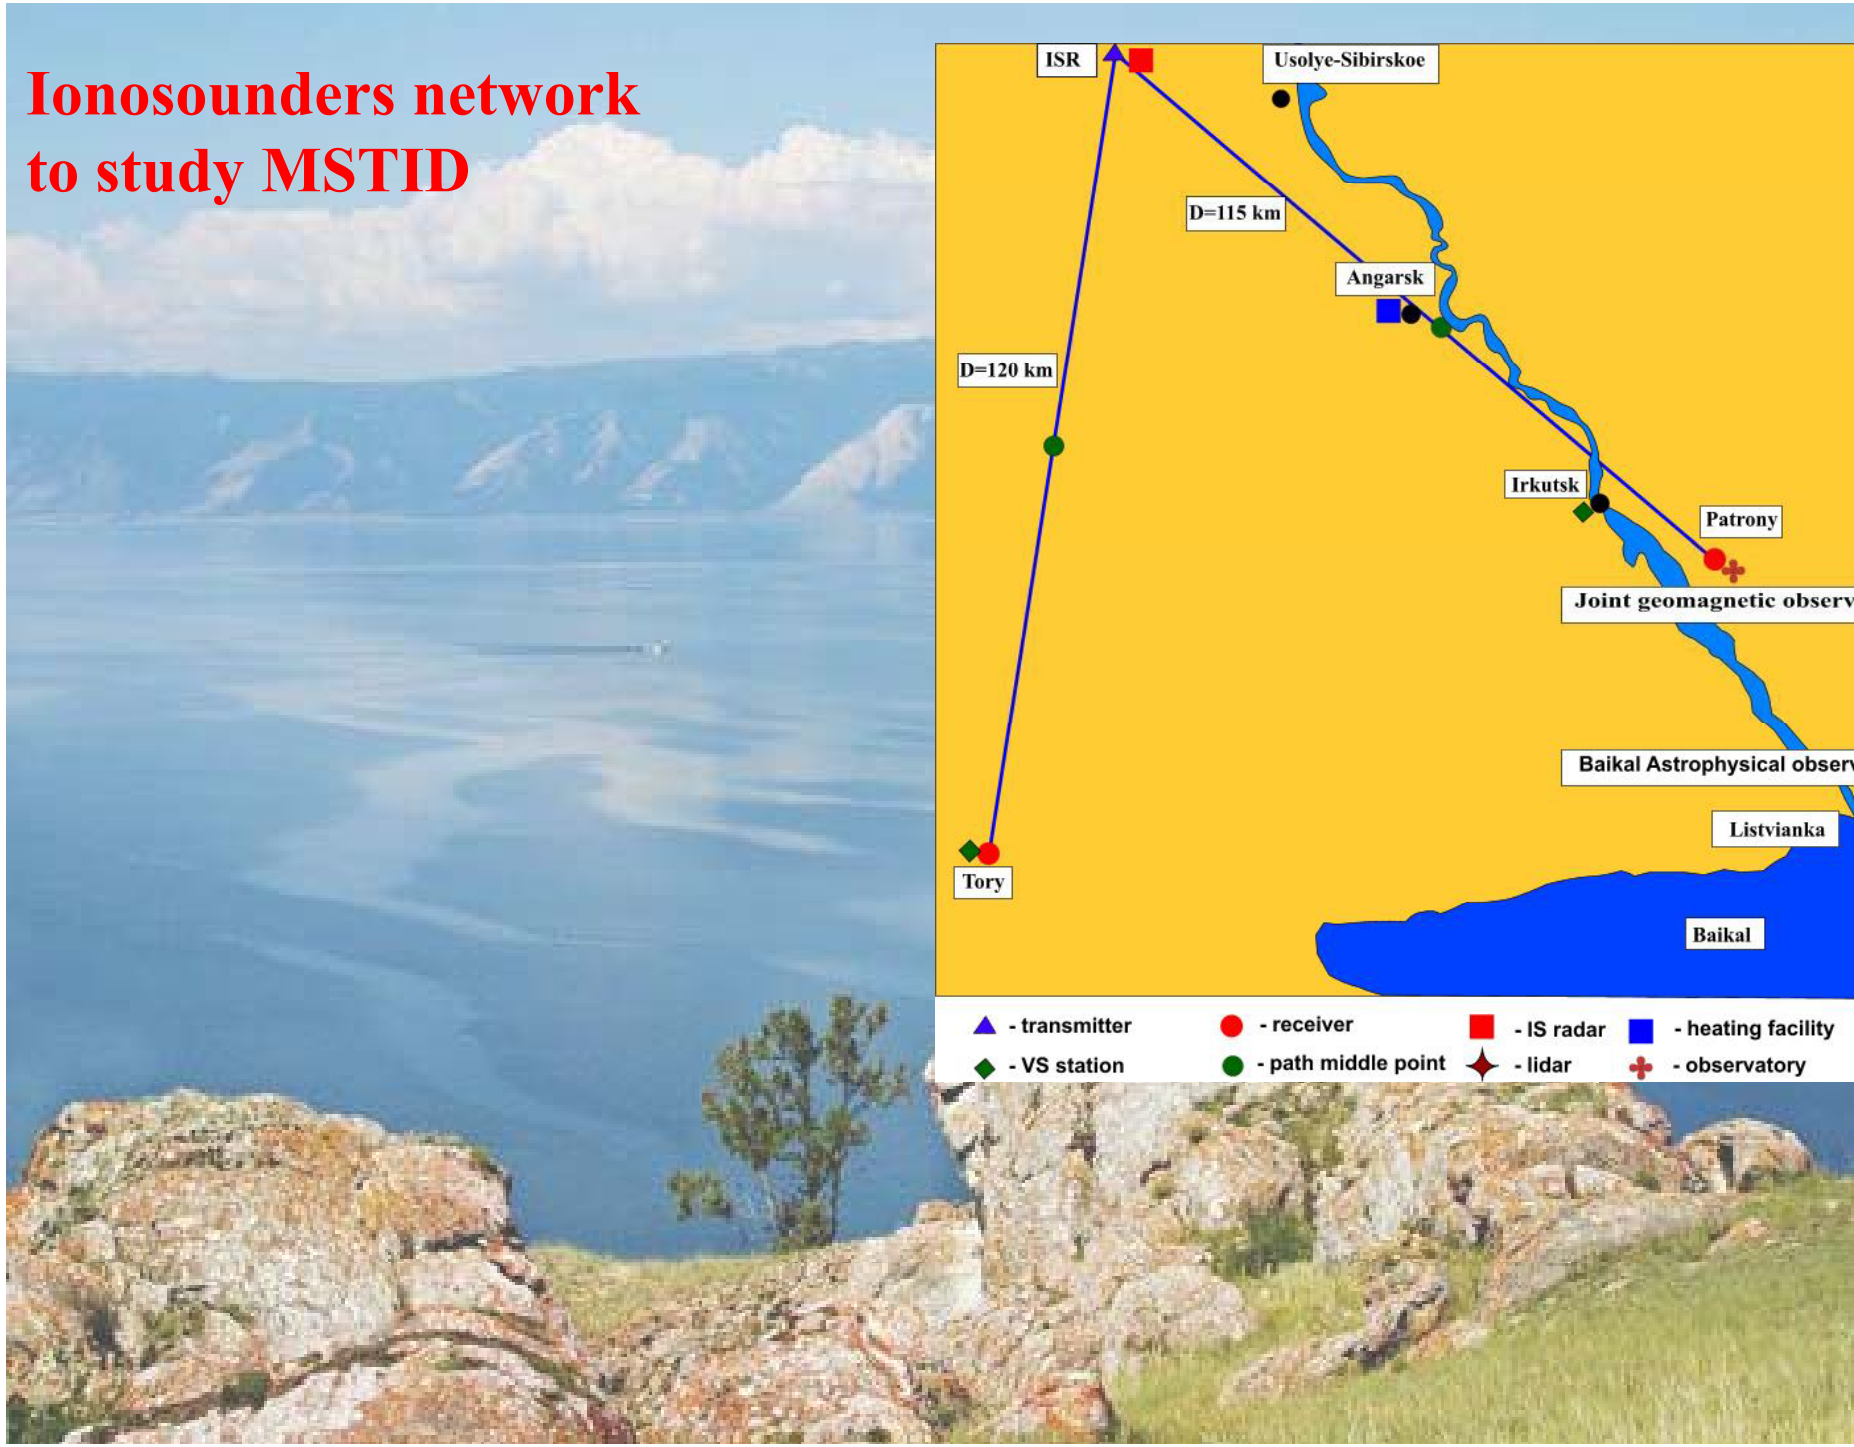 Ionosounders network
to study MSTID
ISR
Usolye-Sibirskoe
D=115 km
Angarsk
D=120 km
Irkutsk
Patrony
Joint geomagnetic observ
Baikal Astrophysical observ
Listvianka
Tory
Baikal
- transmitter
- receiver
- IS radar
- heating facility
- VS station
- path middle point
- lidar
- observatory